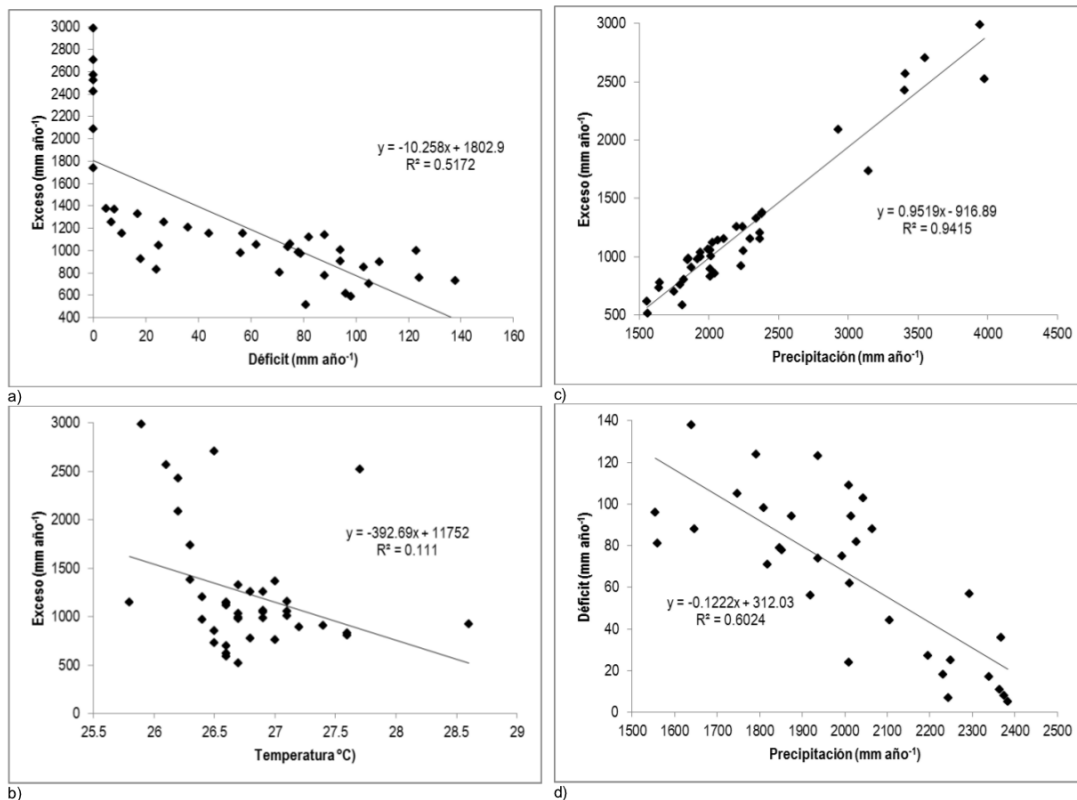 3000
2800
2600
2400
2200
2000
1800
1600
1400
1200
1000
800
600
400
Exceso (mm año-1)
y = -10.258x + 1802.9
R² = 0.5172
0 20 40 60 80 100 120 140 160
Déficit (mm año-1)
a)
3000
2500
2000
1500
1000
500
Exceso (mm año-1)
y = 0.9519x - 916.89
R² = 0.9415
1500 2000 2500 3000 3500 4000 4500
Precipitación (mm año-1)
c)
3000
2500
2000
1500
1000
500
0
Exceso (mm año-1)
y = -392.69x + 11752
R² = 0.111
25.5 26 26.5 27 27.5 28 28.5 29
Temperatura °C)
b)
140
120
100
80
60
40
20
0
Déficit (mm año-1)
y = -0.1222x + 312.03
R² = 0.6024
1500 1600 1700 1800 1900 2000 2100 2200 2300 2400 2500
Precipitación (mm año-1)
d)